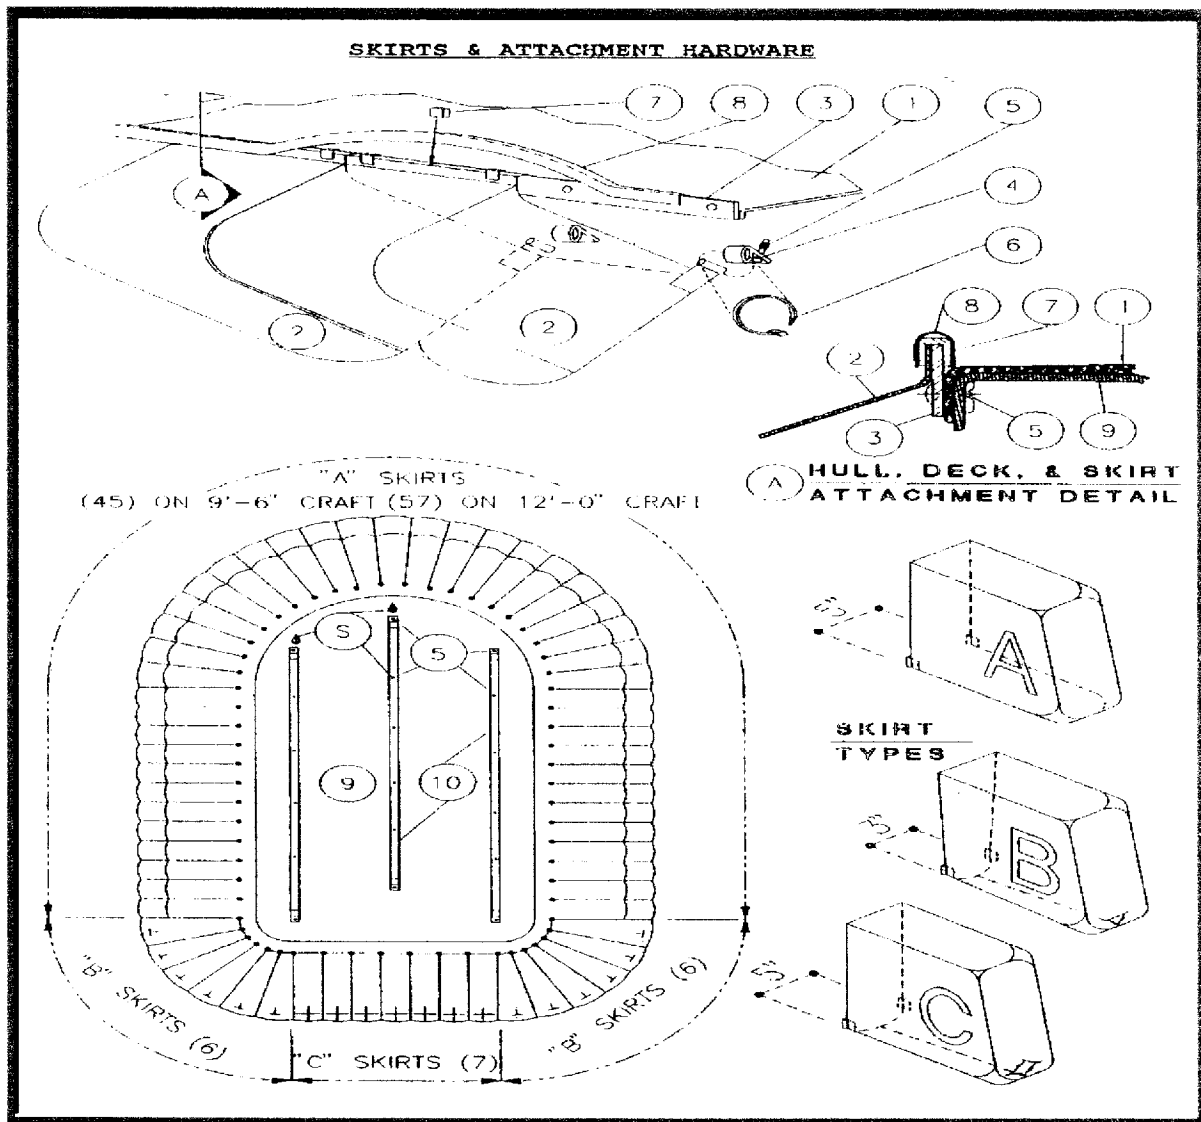 SKIRTS & ATTACHMENT HARDWARE
7 8 3 1 5
A
4
6
2 2
8 7 1
2
3 5 9
A HULL, DECK, & SKIRT
ATTACHMENT DETAIL
"A" SKIRTS
(45) ON 9'-6" CRAFT (57) ON 12'-0" CRAFT
S 5
9 10
"B" SKIRTS (6)
"C" SKIRTS (7)
"B" SKIRTS (6)
A
SKIRT
TYPES
B
5"
C